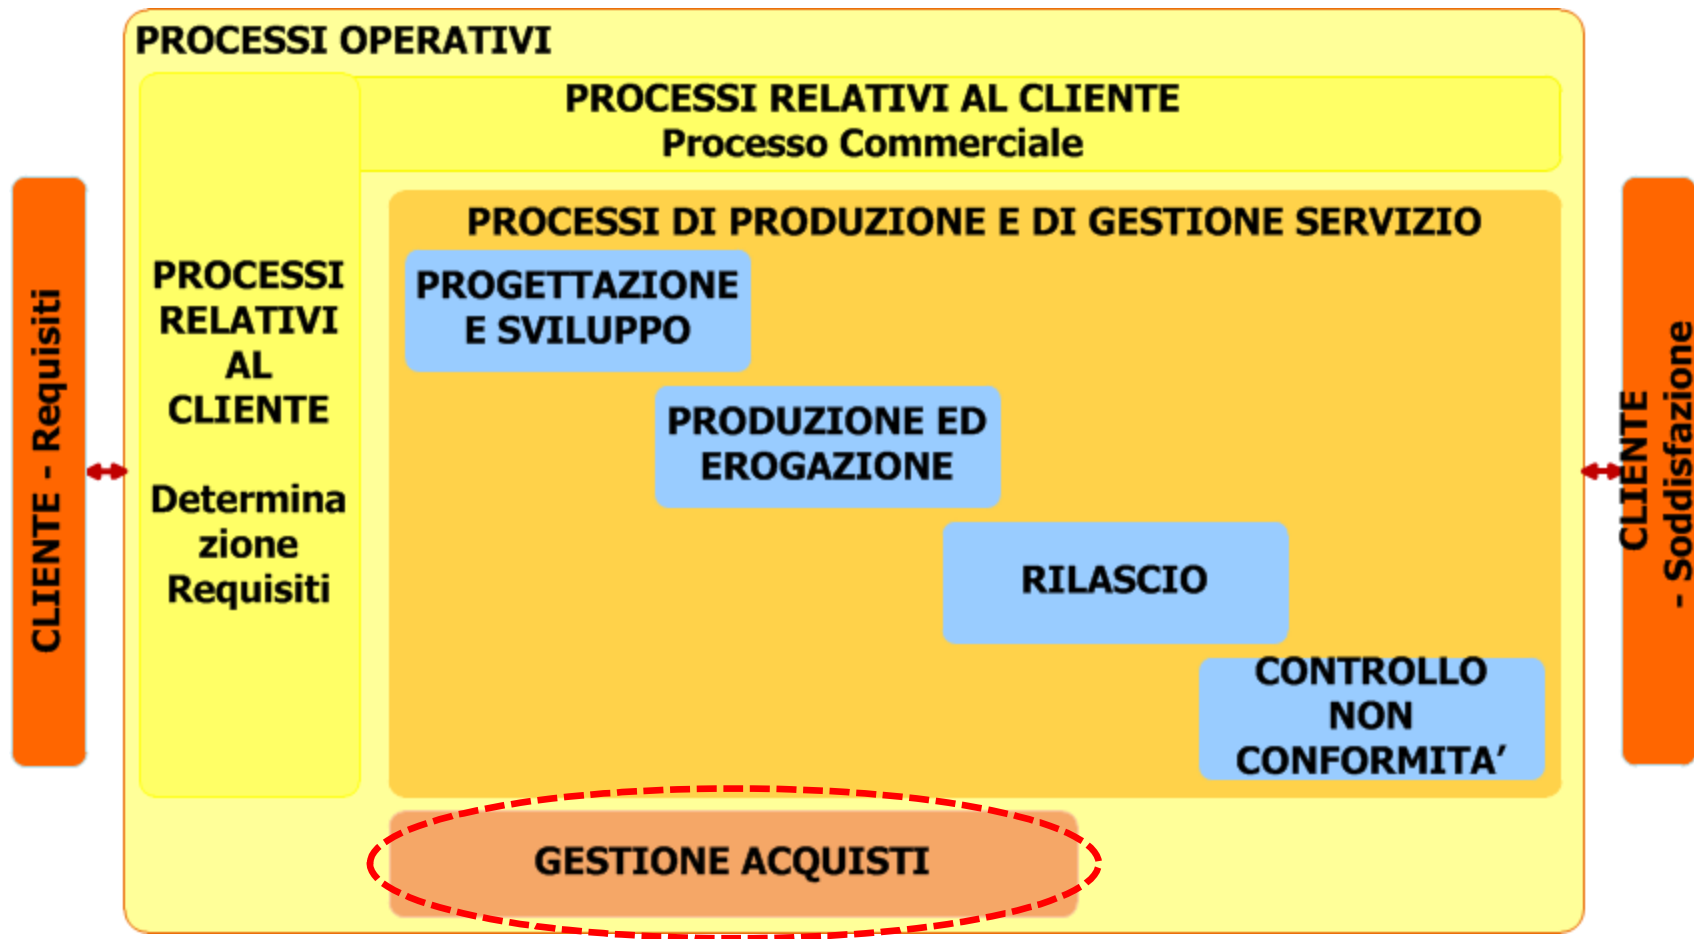 PROCESSI OPERATIVI
PROCESSI RELATIVI AL CLIENTE
Processo Commerciale
CLIENTE - Requisiti
PROCESSI
RELATIVI
AL
CLIENTE
Determina
zione
Requisiti
PROCESSI DI PRODUZIONE E DI GESTIONE SERVIZIO
PROGETTAZIONE
E SVILUPPO
PRODUZIONE ED
EROGAZIONE
RILASCIO
CONTROLLO
NON
CONFORMITA’
GESTIONE ACQUISTI
CLIENTE
- Soddisfazione